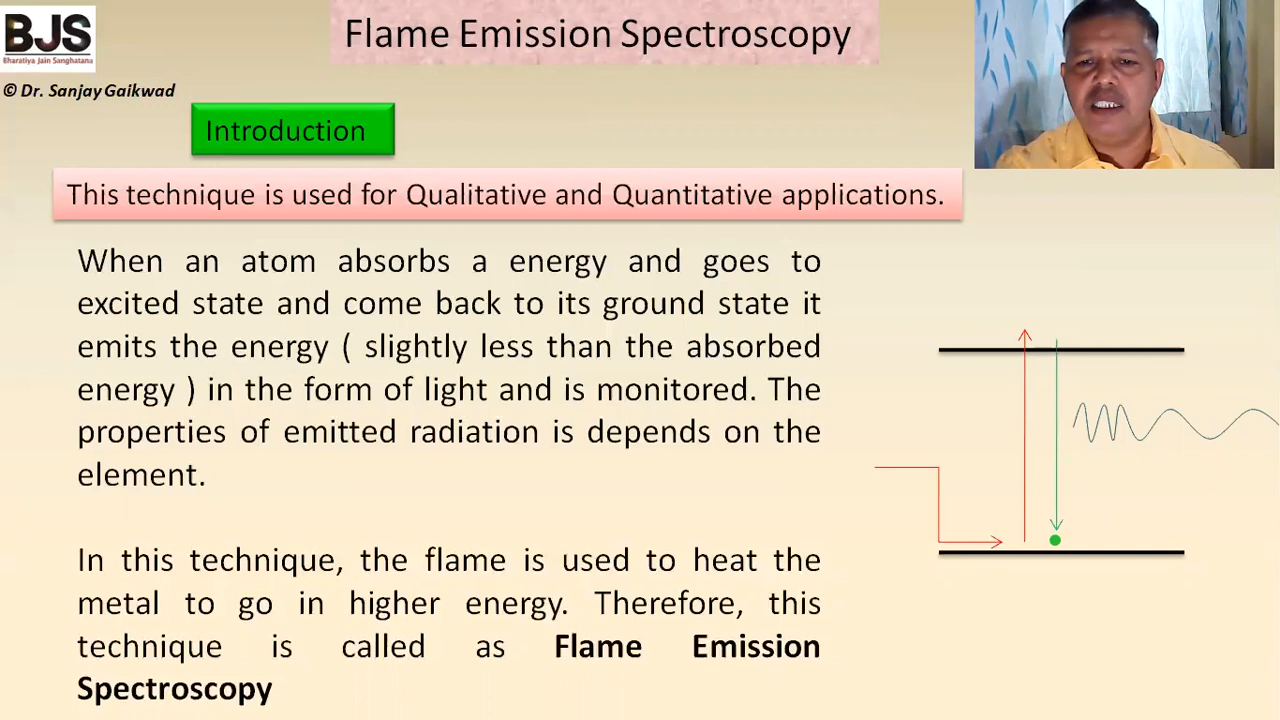 BJS
Bharatiya Jain Sanghatana
Flame Emission Spectroscopy
© Dr. Sanjay Gaikwad
Introduction
This technique is used for Qualitative and Quantitative applications.
When an atom absorbs a energy and goes to
excited state and come back to its ground state it
emits the energy ( slightly less than the absorbed
energy ) in the form of light and is monitored. The
properties of emitted radiation is depends on the
element.
In this technique, the flame is used to heat the
metal to go in higher energy. Therefore, this
technique is called as Flame Emission
Spectroscopy